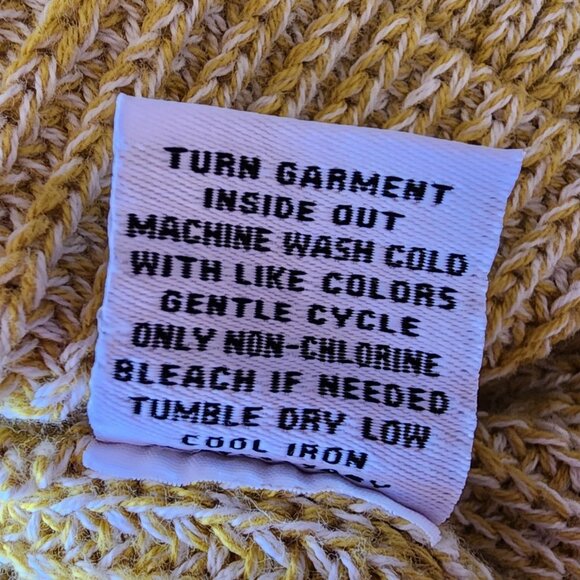 TURN GARMENT
INSIDE OUT
MACHINE WASH COLD
WITH LIKE COLORS
GENTLE CYCLE
ONLY NON-CHLORINE
BLEACH IF NEEDED
TUMBLE DRY LOW
COOL IRON